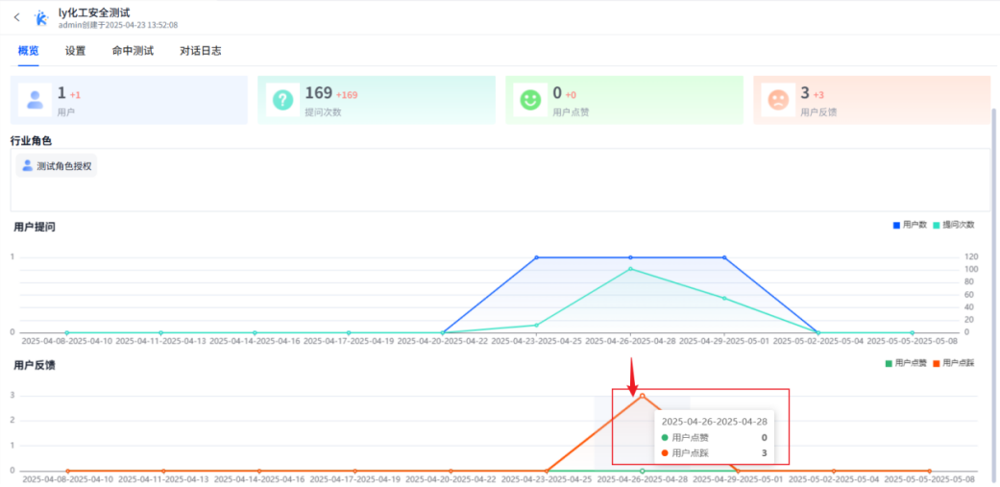 ly化工安全测试
admin创建于2025-04-23 13:52:08
概览 设置 命中测试 对话日志
1 +1
用户
169 +169
提问次数
0 +0
用户点赞
3 +3
用户反馈
行业角色
测试角色授权
用户提问
用户数 提问次数
1
0
120
100
80
60
40
20
0
2025-04-08-2025-04-10 2025-04-11-2025-04-13 2025-04-14-2025-04-16 2025-04-17-2025-04-19 2025-04-20-2025-04-22 2025-04-23-2025-04-25 2025-04-26-2025-04-28 2025-04-29-2025-05-01 2025-05-02-2025-05-04 2025-05-05-2025-05-08
用户反馈
用户点赞 用户点踩
3
2
1
0
2025-04-26-2025-04-28
用户点赞 0
用户点踩 3
2025-04-08-2025-04-10 2025-04-11-2025-04-13 2025-04-14-2025-04-16 2025-04-17-2025-04-19 2025-04-20-2025-04-22 2025-04-23-2025-04-25 2025-04-26-2025-04-28 2025-04-29-2025-05-01 2025-05-02-2025-05-04 2025-05-05-2025-05-08